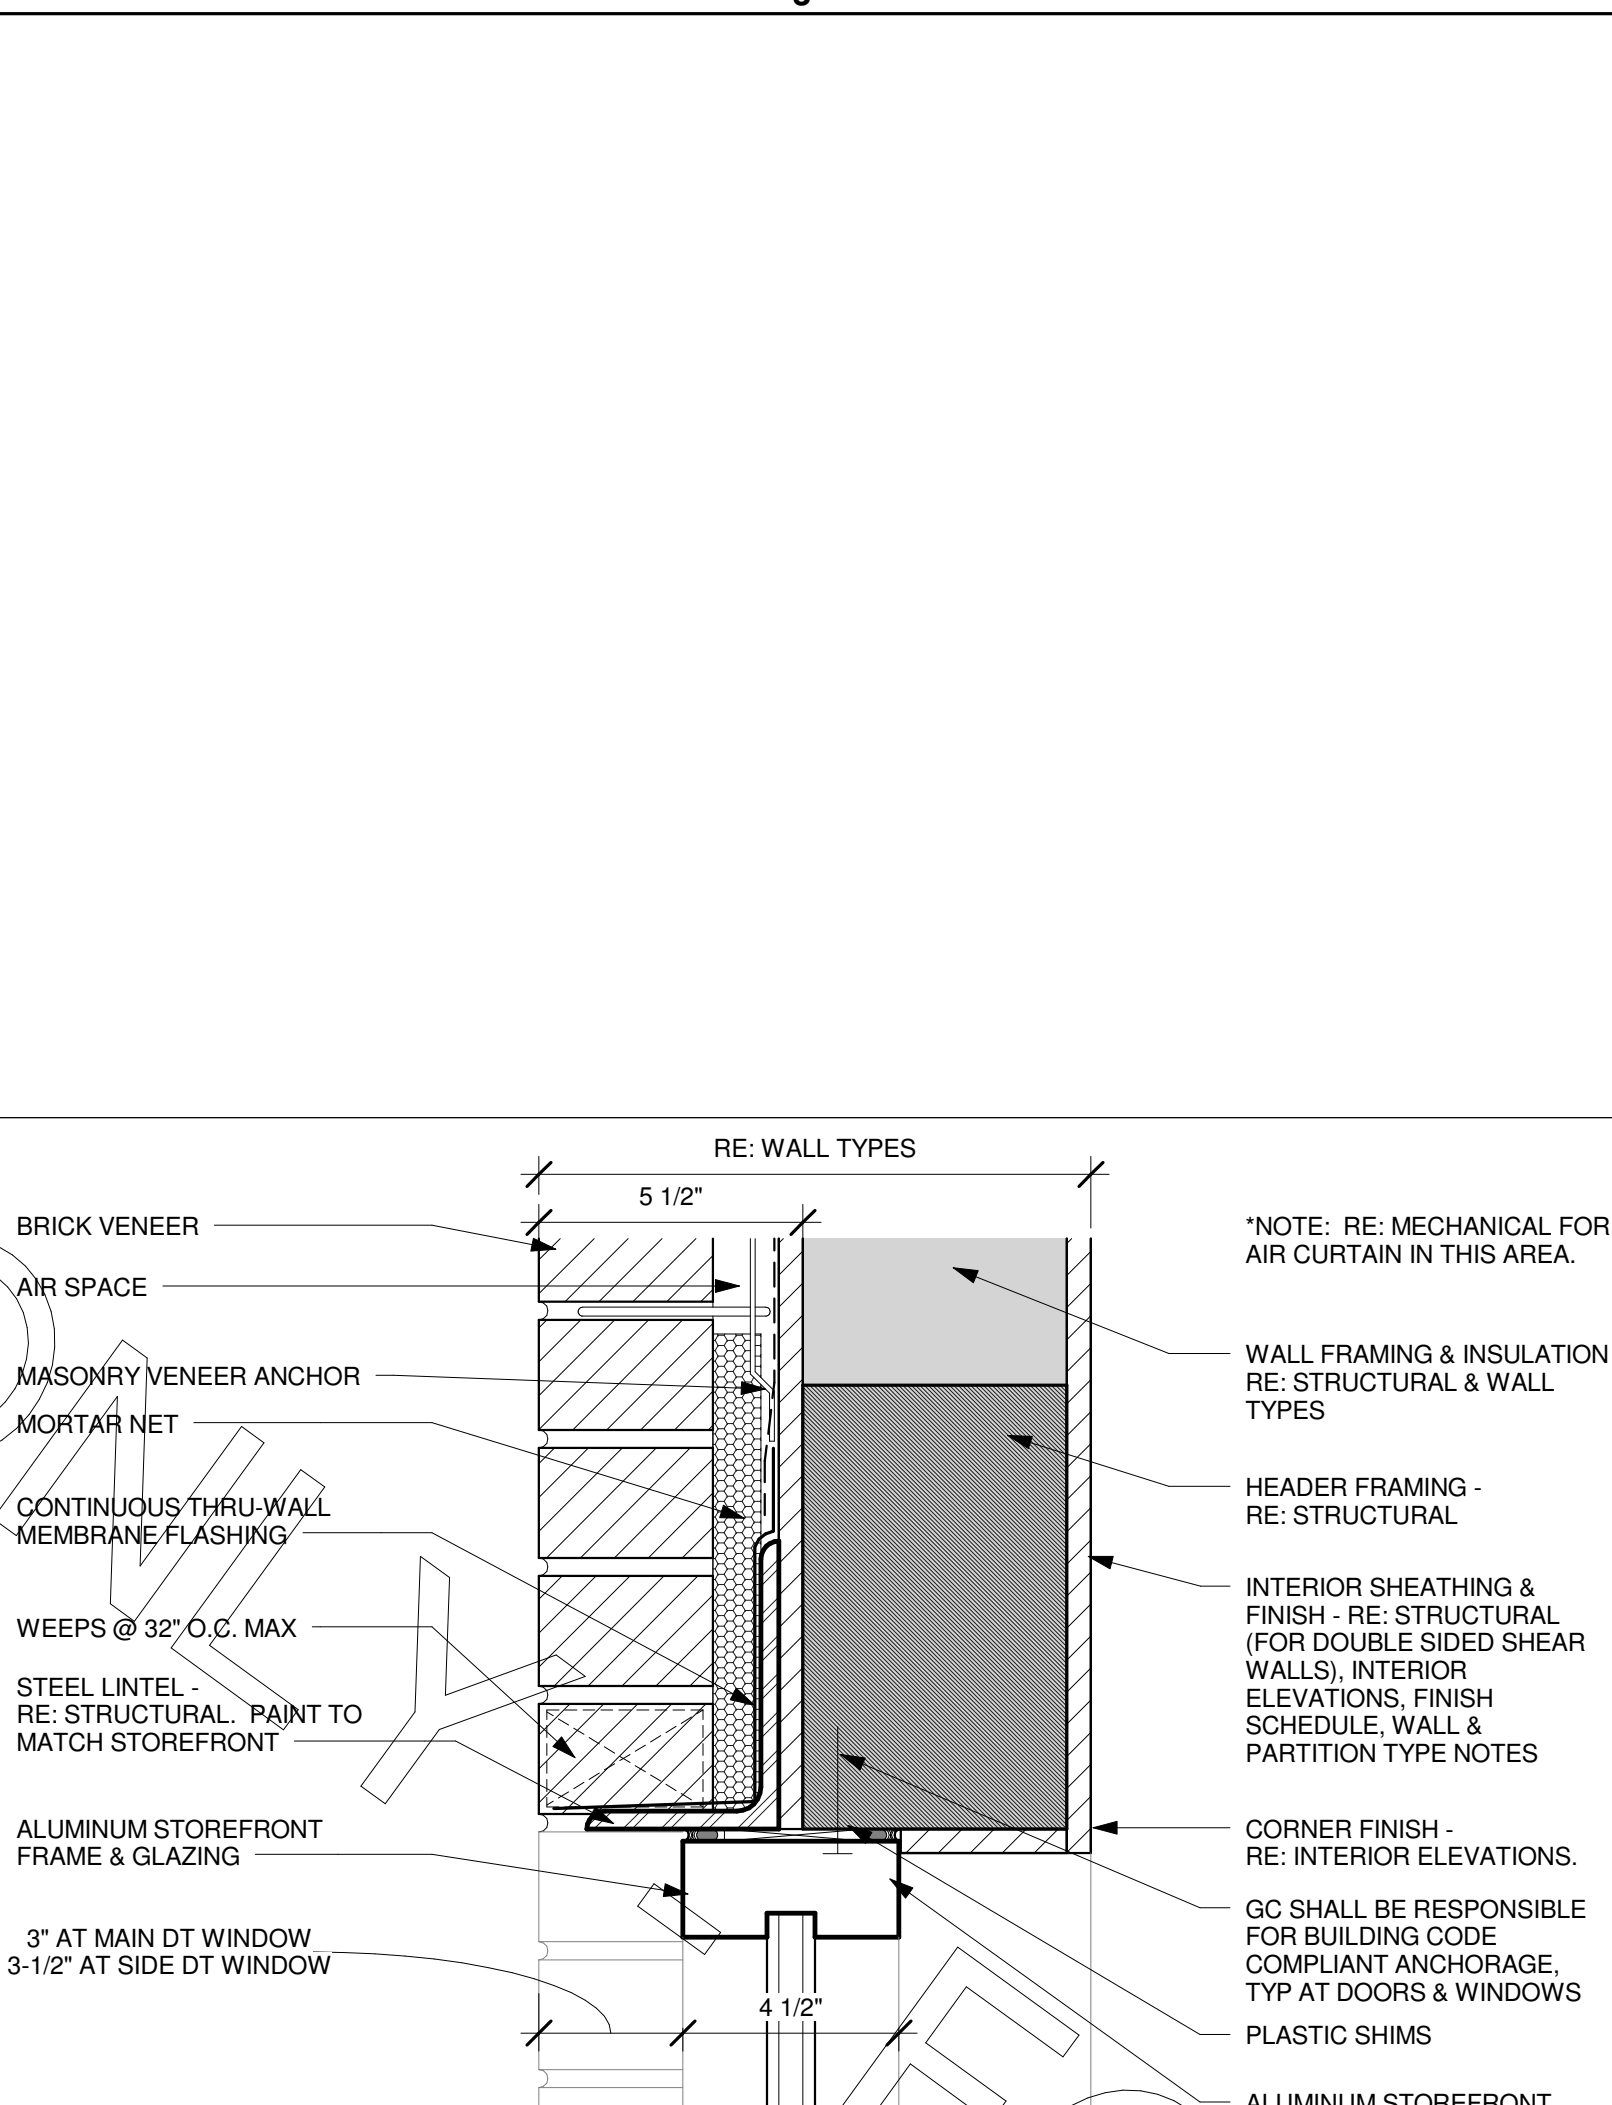 RE: WALL TYPES
5 1/2"
BRICK VENEER
AIR SPACE
MASONRY VENEER ANCHOR
MORTAR NET
CONTINUOUS THRU-WALL
MEMBRANE FLASHING
WEEPS @ 32" O.C. MAX
STEEL LINTEL -
RE: STRUCTURAL.  PAINT TO
MATCH STOREFRONT
ALUMINUM STOREFRONT
FRAME & GLAZING
3" AT MAIN DT WINDOW
3-1/2" AT SIDE DT WINDOW
4 1/2"
*NOTE:  RE: MECHANICAL FOR
AIR CURTAIN IN THIS AREA.
WALL FRAMING & INSULATION
RE: STRUCTURAL & WALL
TYPES
HEADER FRAMING -
RE: STRUCTURAL
INTERIOR SHEATHING &
FINISH - RE: STRUCTURAL
(FOR DOUBLE SIDED SHEAR
WALLS), INTERIOR
ELEVATIONS, FINISH
SCHEDULE, WALL &
PARTITION TYPE NOTES
CORNER FINISH -
RE: INTERIOR ELEVATIONS.
GC SHALL BE RESPONSIBLE
FOR BUILDING CODE
COMPLIANT ANCHORAGE,
TYP AT DOORS & WINDOWS
PLASTIC SHIMS
ALUMINUM STOREFRONT